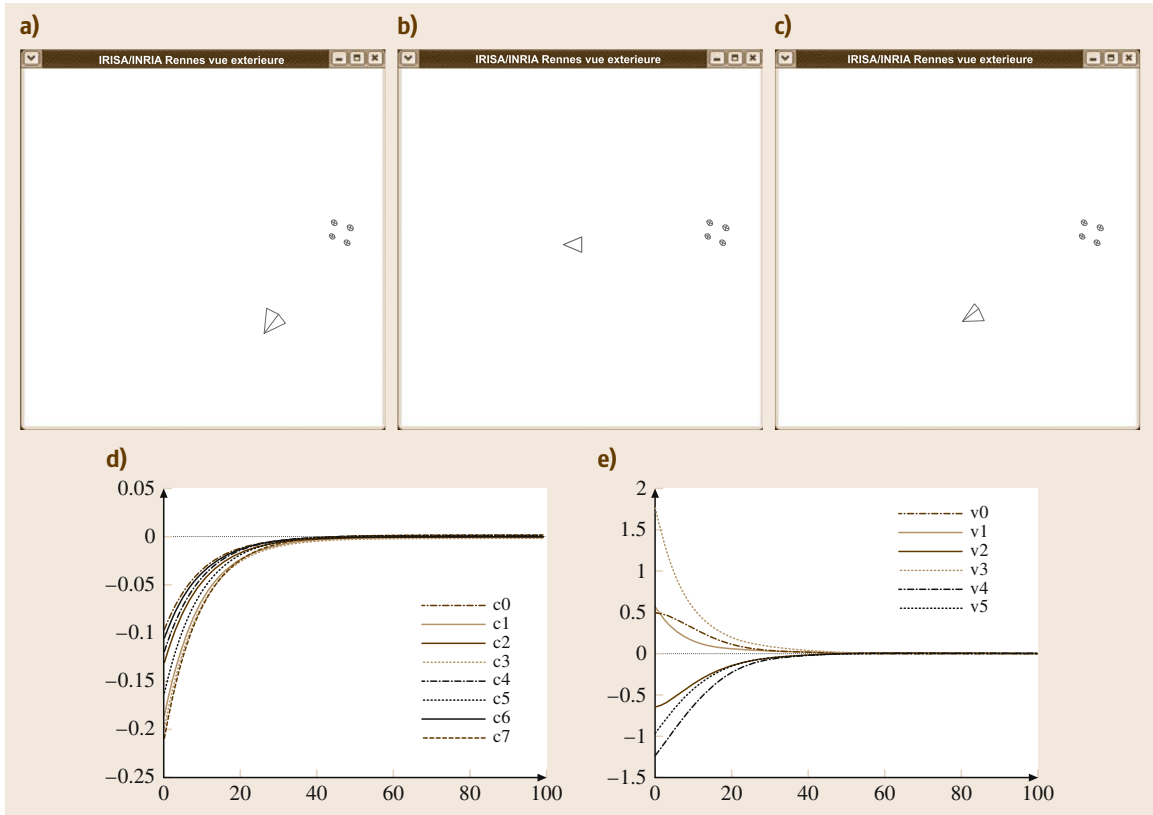 a)
b)
c)
IRISA/INRIA Rennes vue exterieure
IRISA/INRIA Rennes vue exterieure
IRISA/INRIA Rennes vue exterieure
d)
0.05
0
−0.05
−0.1
−0.15
−0.2
−0.25
0 20 40 60 80 100
c0
c1
c2
c3
c4
c5
c6
c7
e)
2
1.5
1
0.5
0
−0.5
−1
−1.5
0 20 40 60 80 100
v0
v1
v2
v3
v4
v5